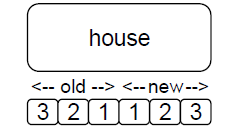 house
<-- old --> <--new-->
3 2 1 1 2 3